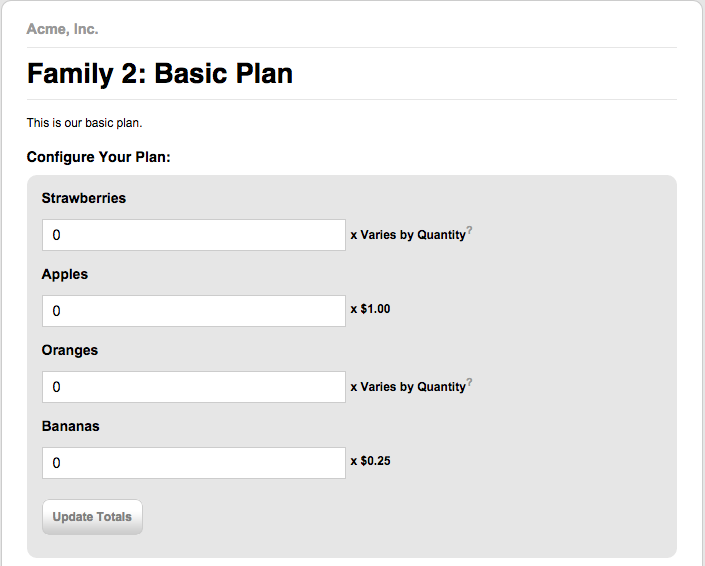 Acme, Inc.
Family 2: Basic Plan
This is our basic plan.
Configure Your Plan:
Strawberries
0 x Varies by Quantity?
Apples
0 x $1.00
Oranges
0 x Varies by Quantity?
Bananas
0 x $0.25
Update Totals